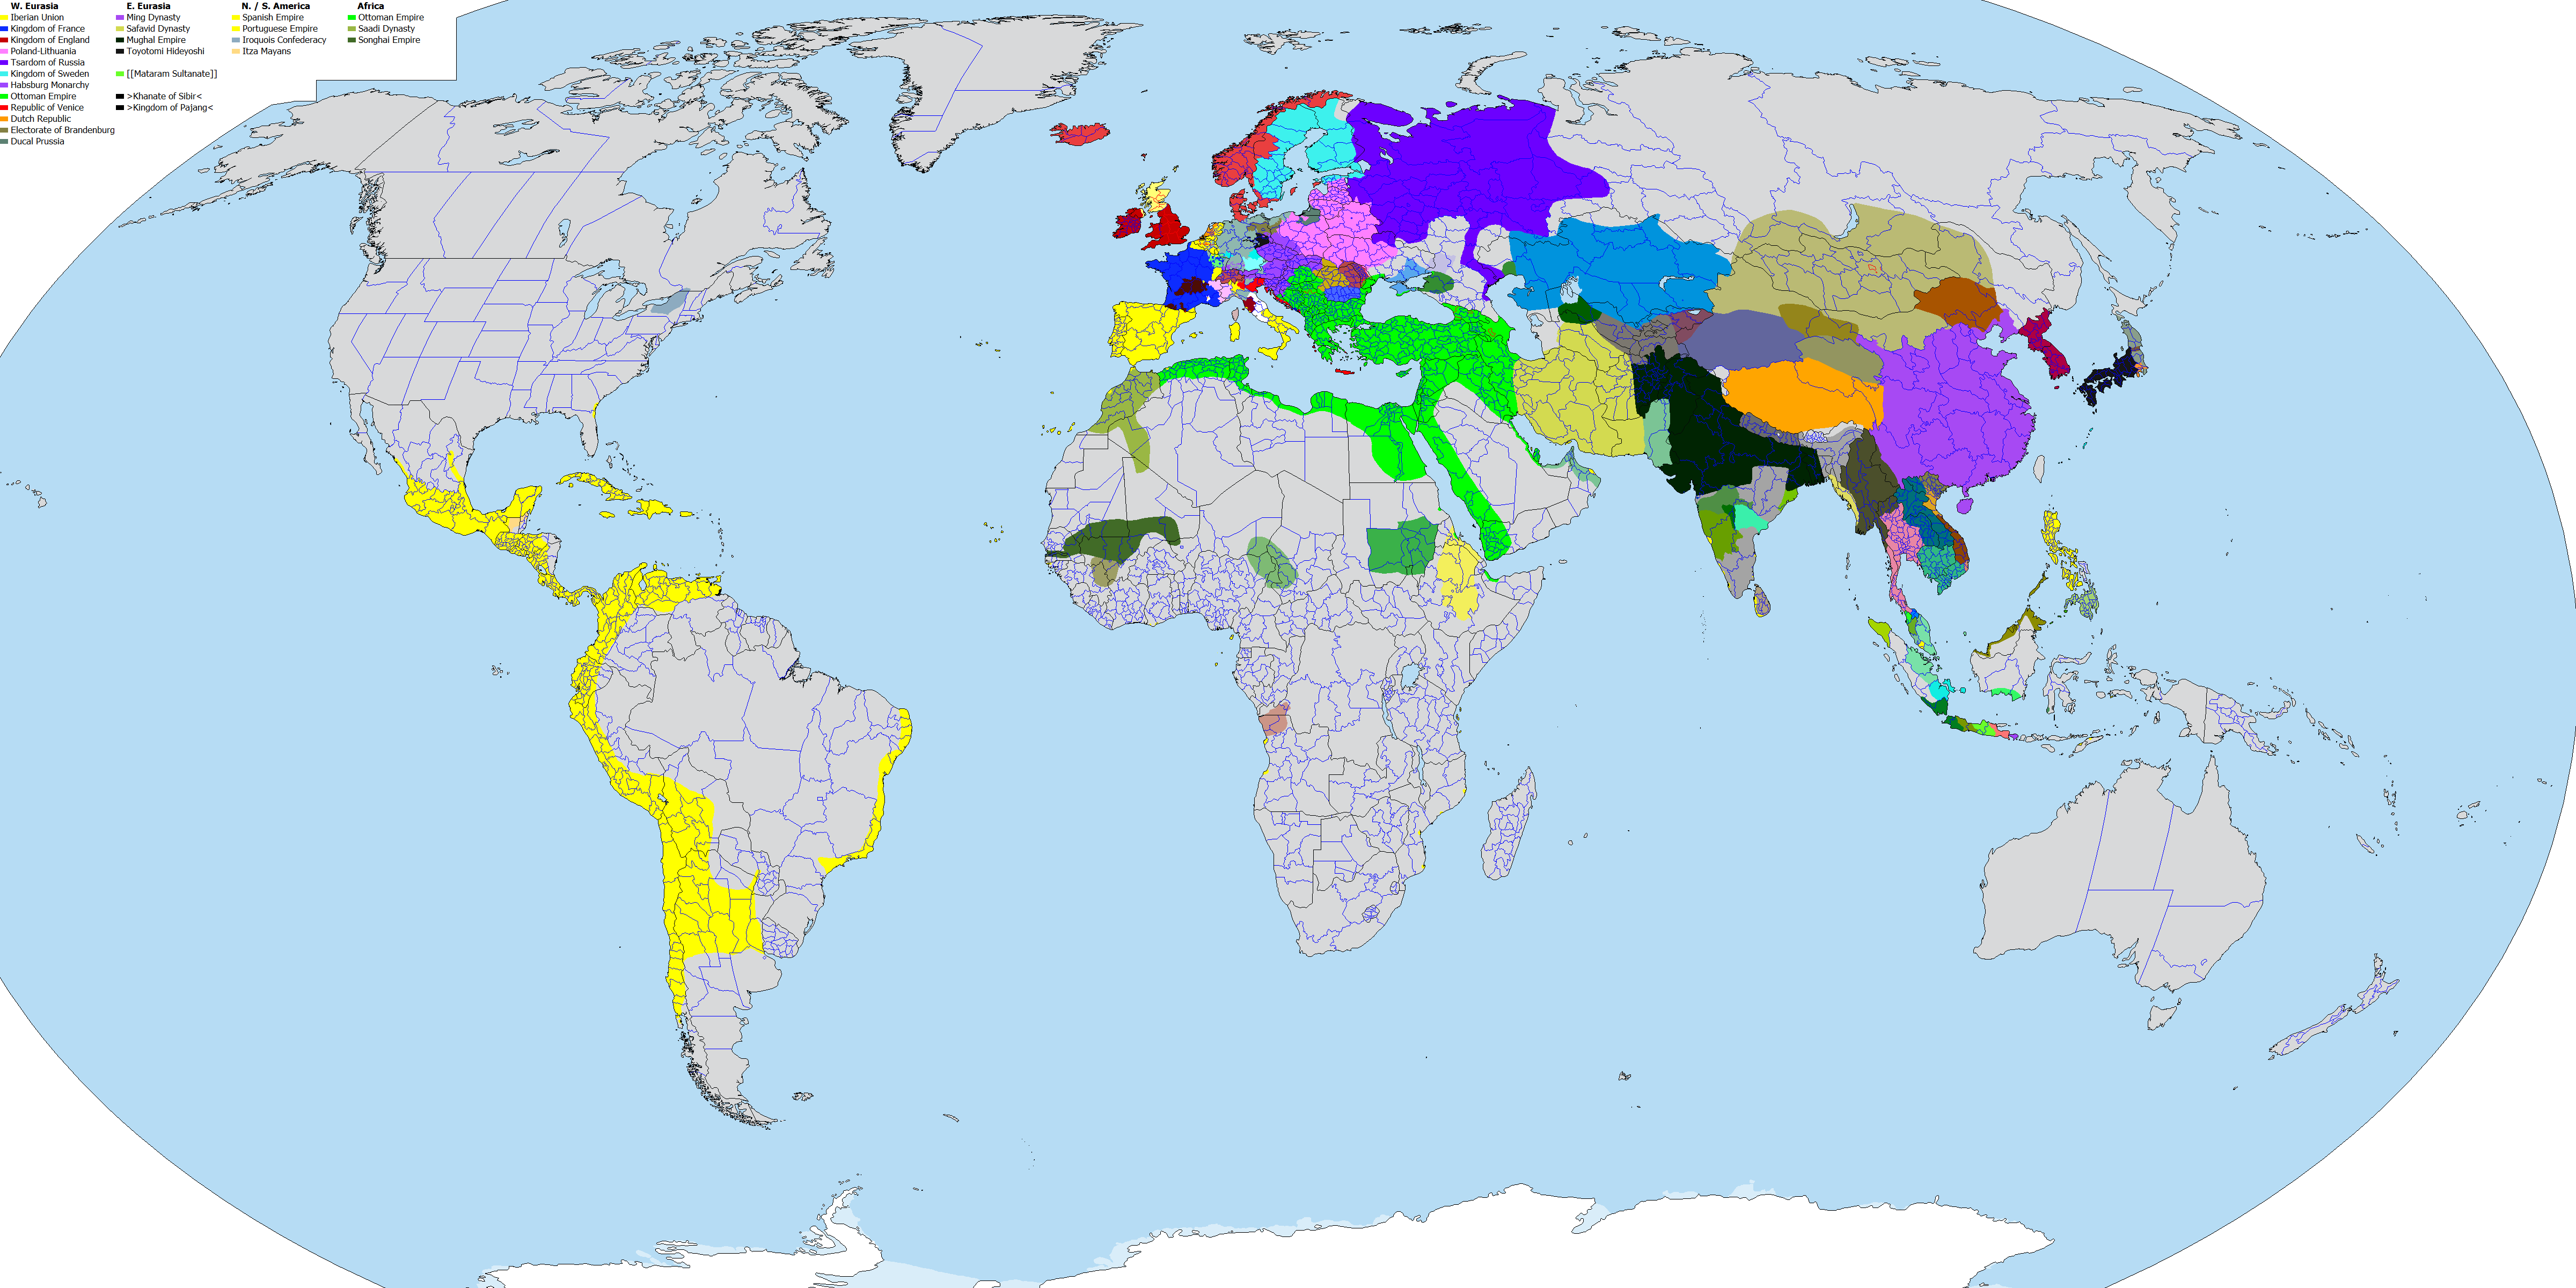 W. Eurasia
Iberian Union
Kingdom of France
Kingdom of England
Poland-Lithuania
Tsardom of Russia
Kingdom of Sweden
Habsburg Monarchy
Ottoman Empire
Republic of Venice
Dutch Republic
Electorate of Brandenburg
Ducal Prussia
E. Eurasia
Ming Dynasty
Safavid Dynasty
Mughal Empire
Toyotomi Hideyoshi
[[Mataram Sultanate]]
>Khanate of Sibir<
>Kingdom of Pajang<
N. / S. America
Spanish Empire
Portuguese Empire
Iroquis Confederacy
Itza Mayans
Africa
Ottoman Empire
Saadi Dynasty
Songhai Empire